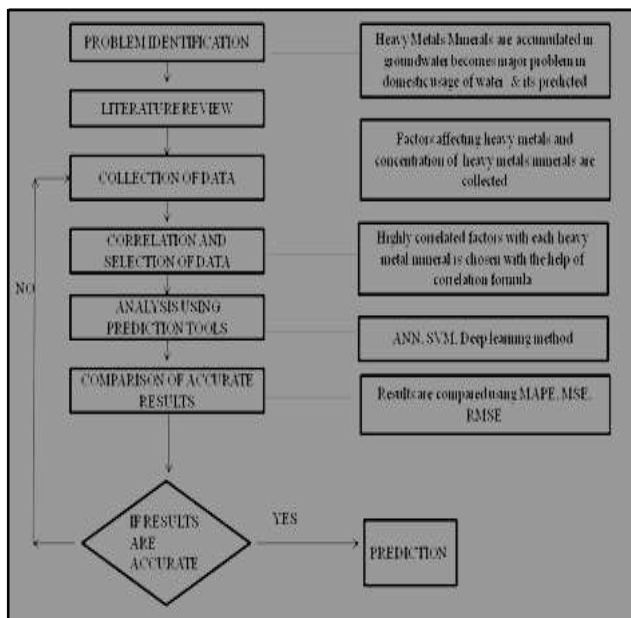 PROBLEM IDENTIFICATION
Heavy Metals Minerals are accumulated in
groundwater becomes major problem in
domestic usage of water & its predicted
LITERATURE REVIEW
Factors affecting heavy metals and
concentration of heavy metals minerals are
collected
COLLECTION OF DATA
CORRELATION AND
SELECTION OF DATA
Highly correlated factors with each heavy
metal mineral is chosen with the help of
correlation formula
NO
ANALYSIS USING
PREDICTION TOOLS
ANN, SVM, Deep learning method
COMPARISON OF ACCURATE
RESULTS
Results are compared using MAPE, MSE,
RMSE
IF RESULTS
ARE
ACCURATE
YES
PREDICTION